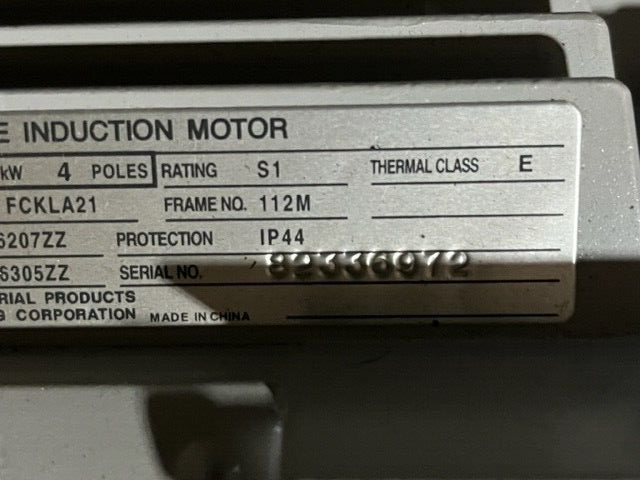 E INDUCTION MOTOR
kW 4 POLES RATING S1 THERMAL CLASS E
FCKLA21 FRAME NO. 112M
6207ZZ PROTECTION IP44
6305ZZ SERIAL NO. 82336972
RIAL PRODUCTS
G CORPORATION MADE IN CHINA